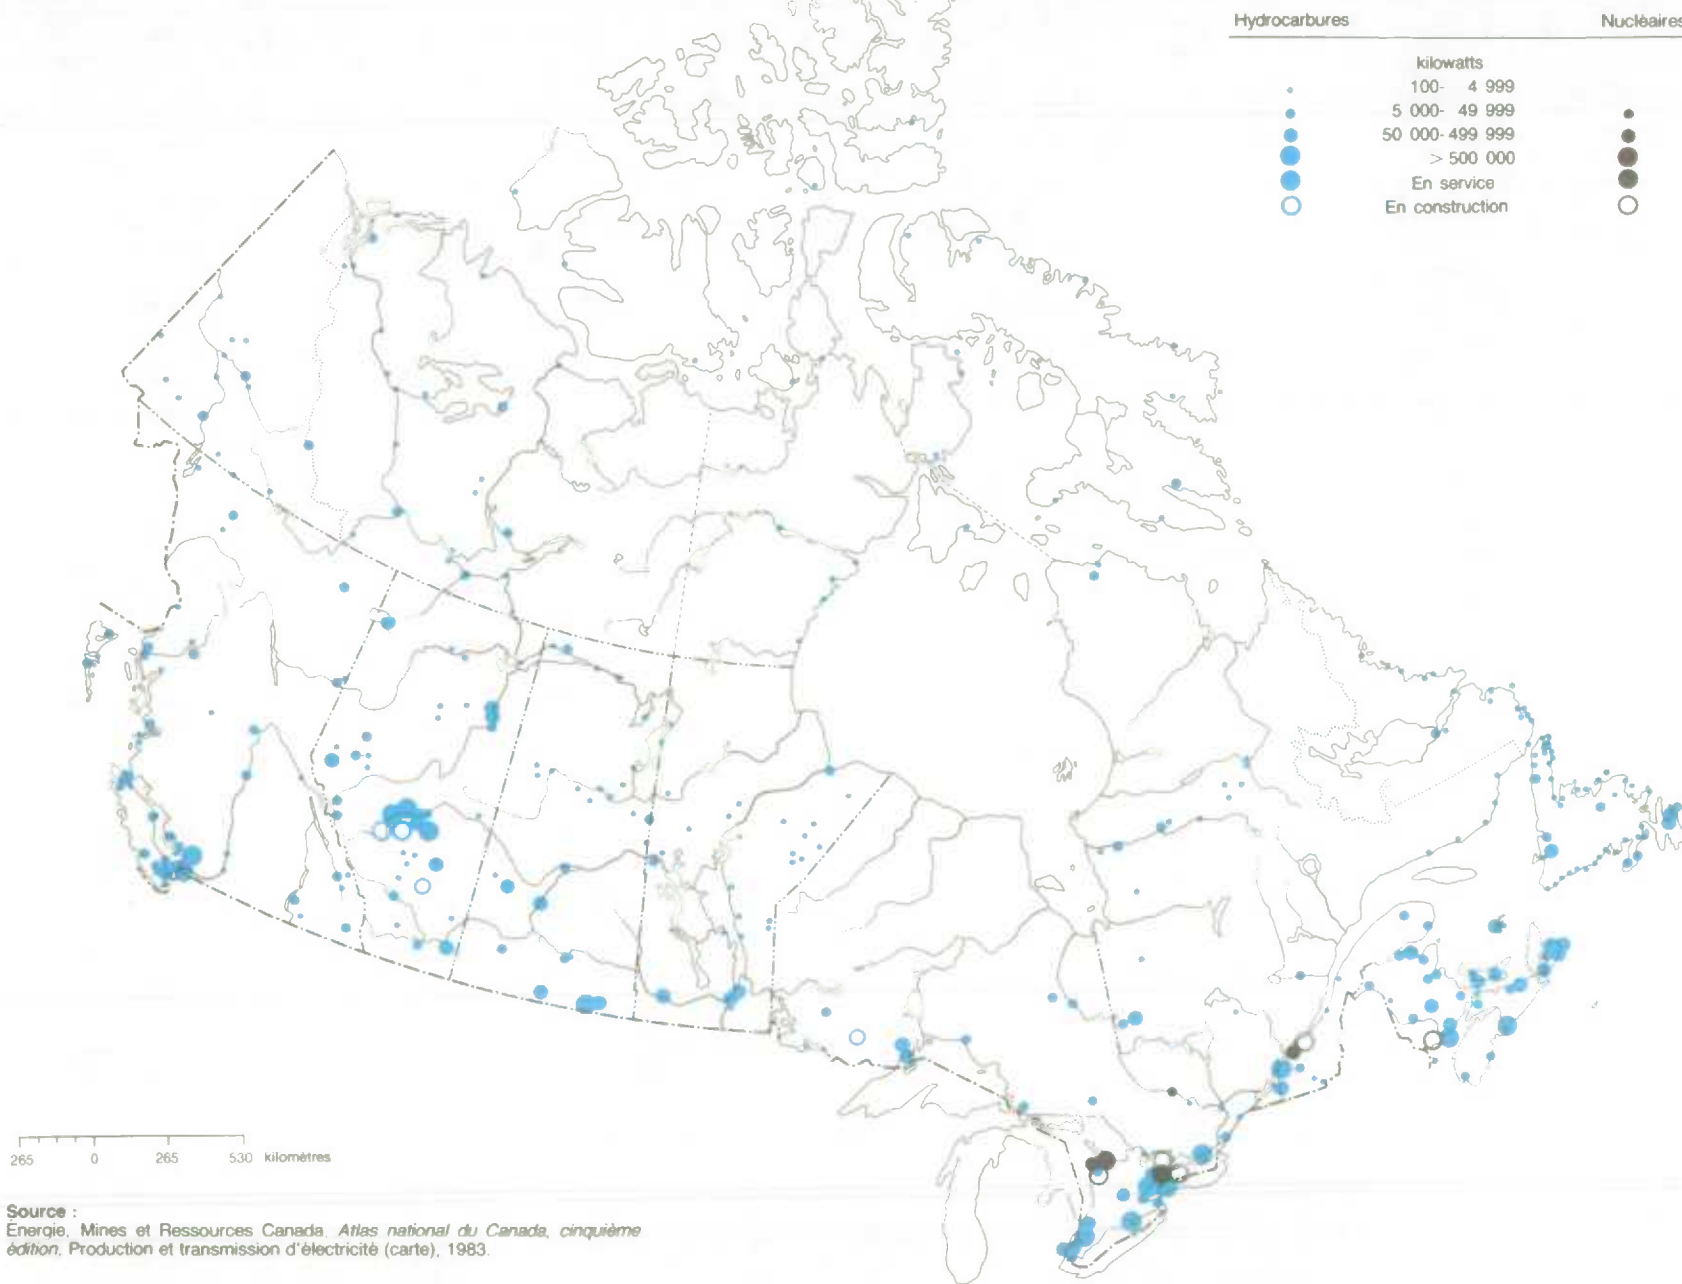 Hydrocarbures Nucléaires
kilowatts
100- 4 999
5 000- 49 999
50 000- 499 999
> 500 000
En service
En construction
265 0 265 530 kilomètres
Source :
Énergie, Mines et Ressources Canada. Atlas national du Canada, cinquième
édition. Production et transmission d'électricité (carte), 1983.